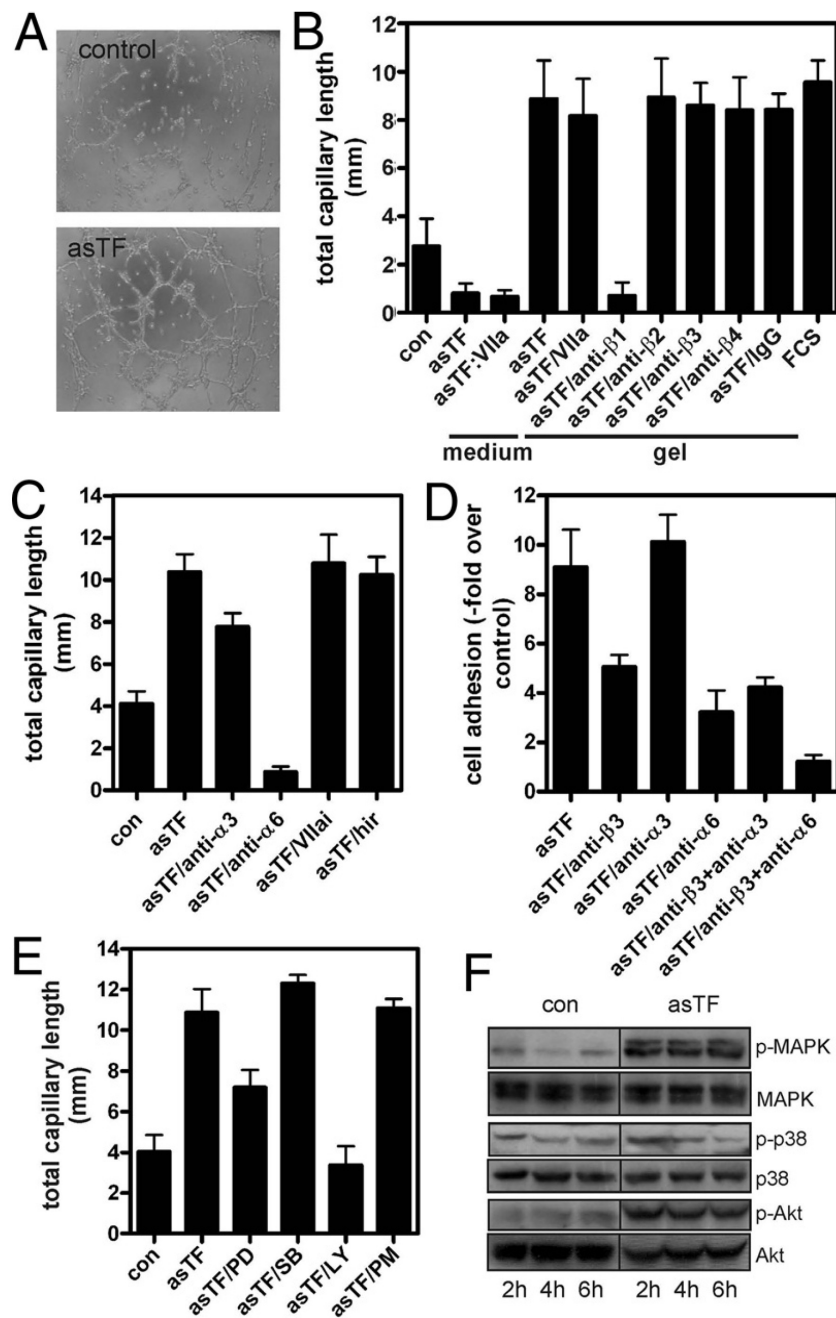 A
control
asTF
B
total capillary length
(mm)
12
10
8
6
4
2
0
con
asTF
asTF:VIIa
asTF
asTF/VIIa
asTF/anti-β1
asTF/anti-β2
asTF/anti-β3
asTF/anti-β4
asTF/IgG
FCS
medium
gel
C
total capillary length
(mm)
14
12
10
8
6
4
2
0
con
asTF
asTF/anti-α3
asTF/anti-α6
asTF/VIIai
asTF/hir
D
cell adhesion (-fold over
control)
12
10
8
6
4
2
0
asTF
asTF/anti-β3
asTF/anti-α3
asTF/anti-α6
asTF/anti-β3+anti-α3
asTF/anti-β3+anti-α6
E
total capillary length
(mm)
14
12
10
8
6
4
2
0
con
asTF
asTF/PD
asTF/SB
asTF/LY
asTF/PM
F
con asTF
p-MAPK
MAPK
p-p38
p38
p-Akt
Akt
2h 4h 6h 2h 4h 6h